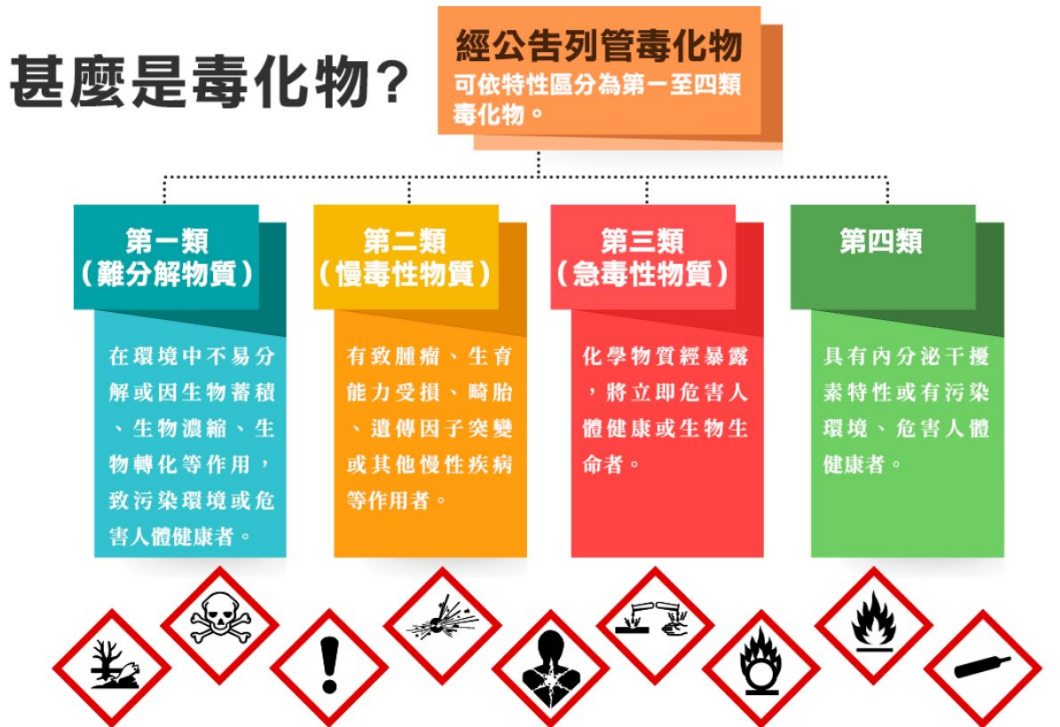 甚麼是毒化物?
經公告列管毒化物
可依特性區分為第一至四類
毒化物。
第一類
（難分解物質）
在環境中不易分
解或因生物蓄積
、生物濃縮、生
物轉化等作用，
致污染環境或危
害人體健康者。
第二類
（慢毒性物質）
有致腫瘤、生育
能力受損、畸胎
、遺傳因子突變
或其他慢性疾病
等作用者。
第三類
（急毒性物質）
化學物質經暴露
，將立即危害人
體健康或生物生
命者。
第四類
具有內分泌干擾
素特性或有污染
環境、危害人體
健康者。